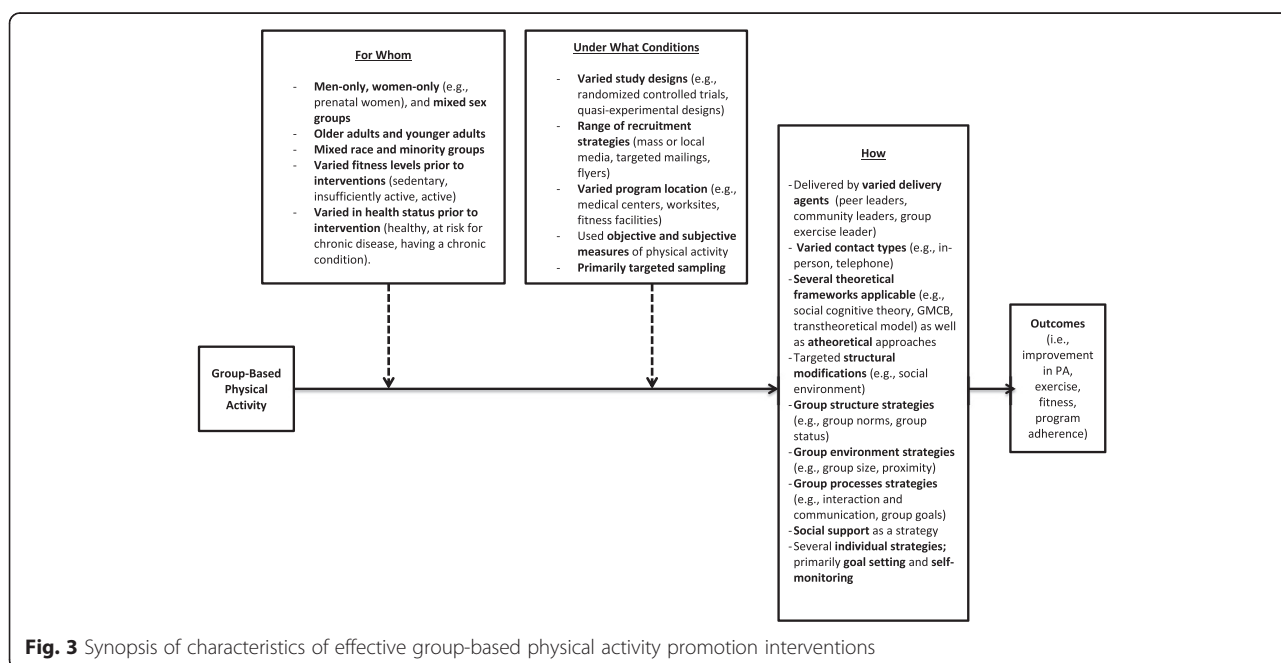 For Whom
- Men-only, women-only (e.g.,
prenatal women), and mixed sex
groups
- Older adults and younger adults
- Mixed race and minority groups
- Varied fitness levels prior to
interventions (sedentary,
insufficiently active, active)
- Varied in health status prior to
intervention (healthy, at risk for
chronic disease, having a chronic
condition).
Under What Conditions
- Varied study designs (e.g.,
randomized controlled trials,
quasi-experimental designs)
- Range of recruitment
strategies (mass or local
media, targeted mailings,
flyers)
- Varied program location (e.g.,
medical centers, worksites,
fitness facilities)
- Used objective and subjective
measures of physical activity
- Primarily targeted sampling
Group-Based
Physical
Activity
How
-Delivered by varied delivery
agents (peer leaders,
community leaders, group
exercise leader)
- Varied contact types (e.g., in-
person, telephone)
-Several theoretical
frameworks applicable (e.g.,
social cognitive theory, GMCB,
transtheoretical model) as well
as atheoretical approaches
-Targeted structural
modifications (e.g., social
environment)
-Group structure strategies
(e.g., group norms, group
status)
-Group environment strategies
(e.g., group size, proximity)
-Group processes strategies
(e.g., interaction and
communication, group goals)
-Social support as a strategy
-Several individual strategies;
primarily goal setting and self-
monitoring
Outcomes
(i.e.,
improvement
in PA,
exercise,
fitness,
program
adherence)
Fig. 3 Synopsis of characteristics of effective group-based physical activity promotion interventions